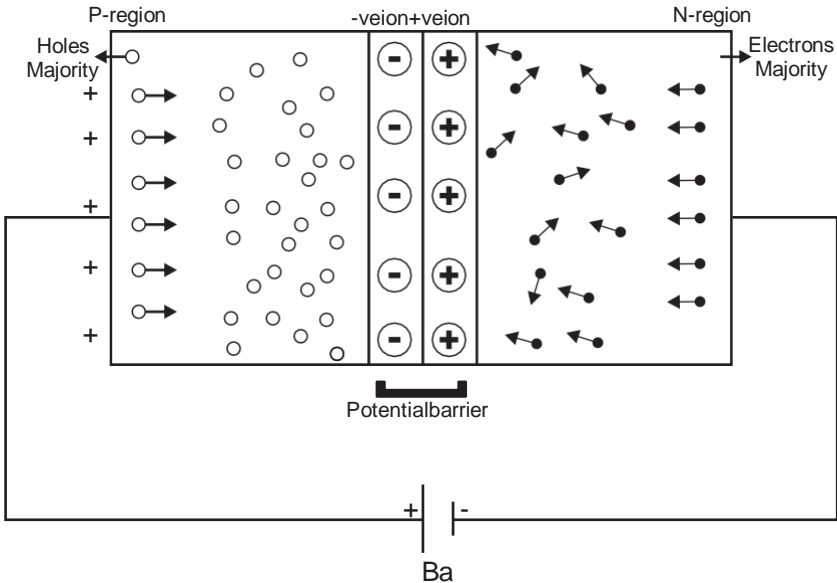 P-region
-veion+veion
N-region
Holes
Majority
Electrons
Majority
+
+
+
+
+
- +
- +
- +
- +
- +
Potentialbarrier
+ -
Ba